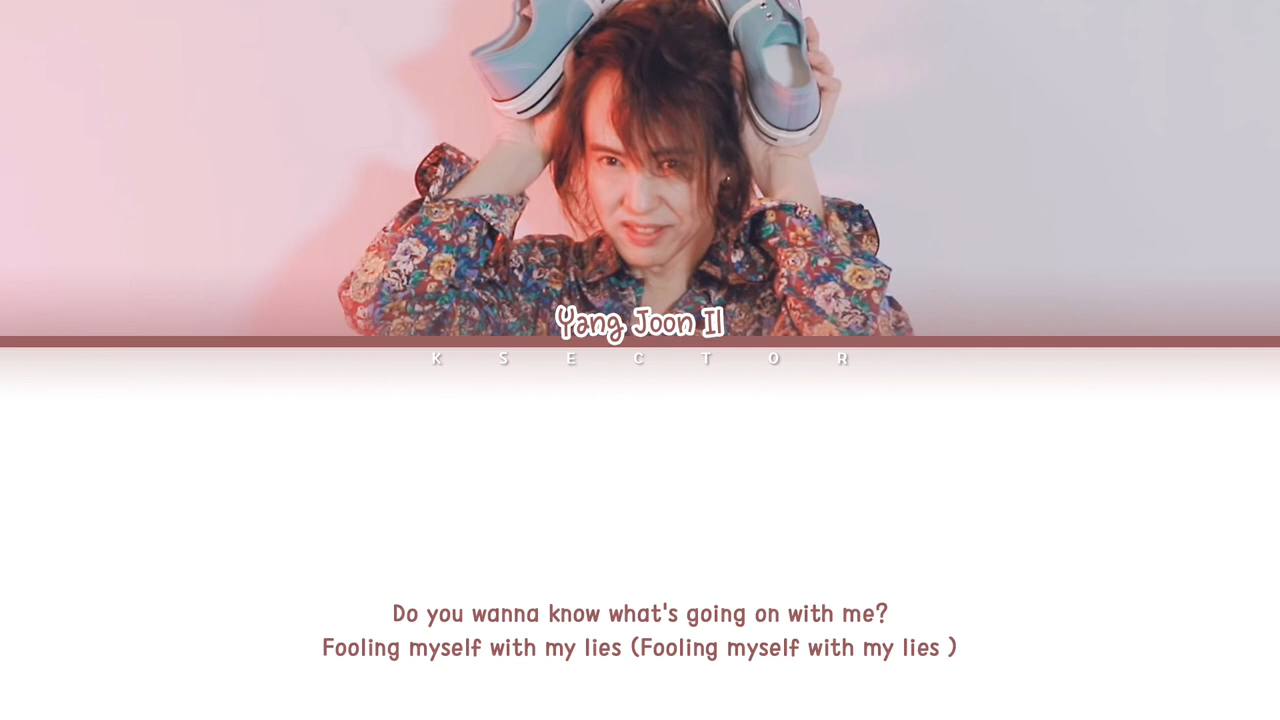 Yang Joon Il
K S E C T O R
Do you wanna know what's going on with me?
Fooling myself with my lies (Fooling myself with my lies )